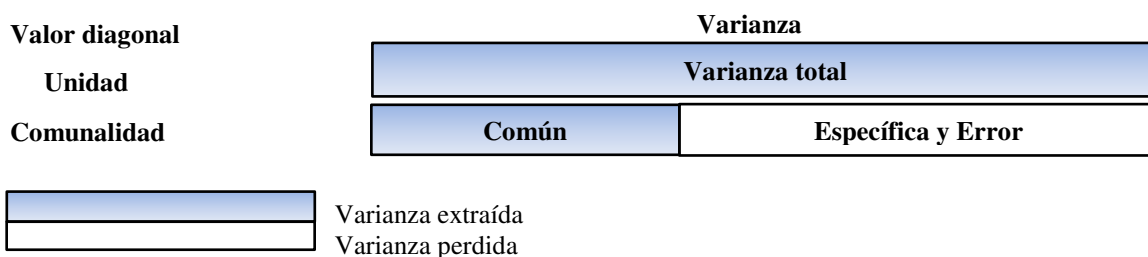 Valor diagonal
Varianza
Unidad
Varianza total
Comunalidad
Común
Específica y Error
Varianza extraída
Varianza perdida